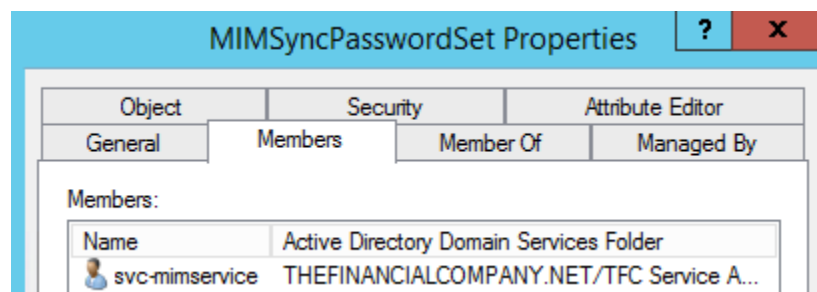 MIMSyncPasswordSet Properties ? x
Object Security Attribute Editor
General Members Member Of Managed By
Members:
Name Active Directory Domain Services Folder
svc-mimservice THEFINANCIALCOMPANY.NET/TFC Service A...